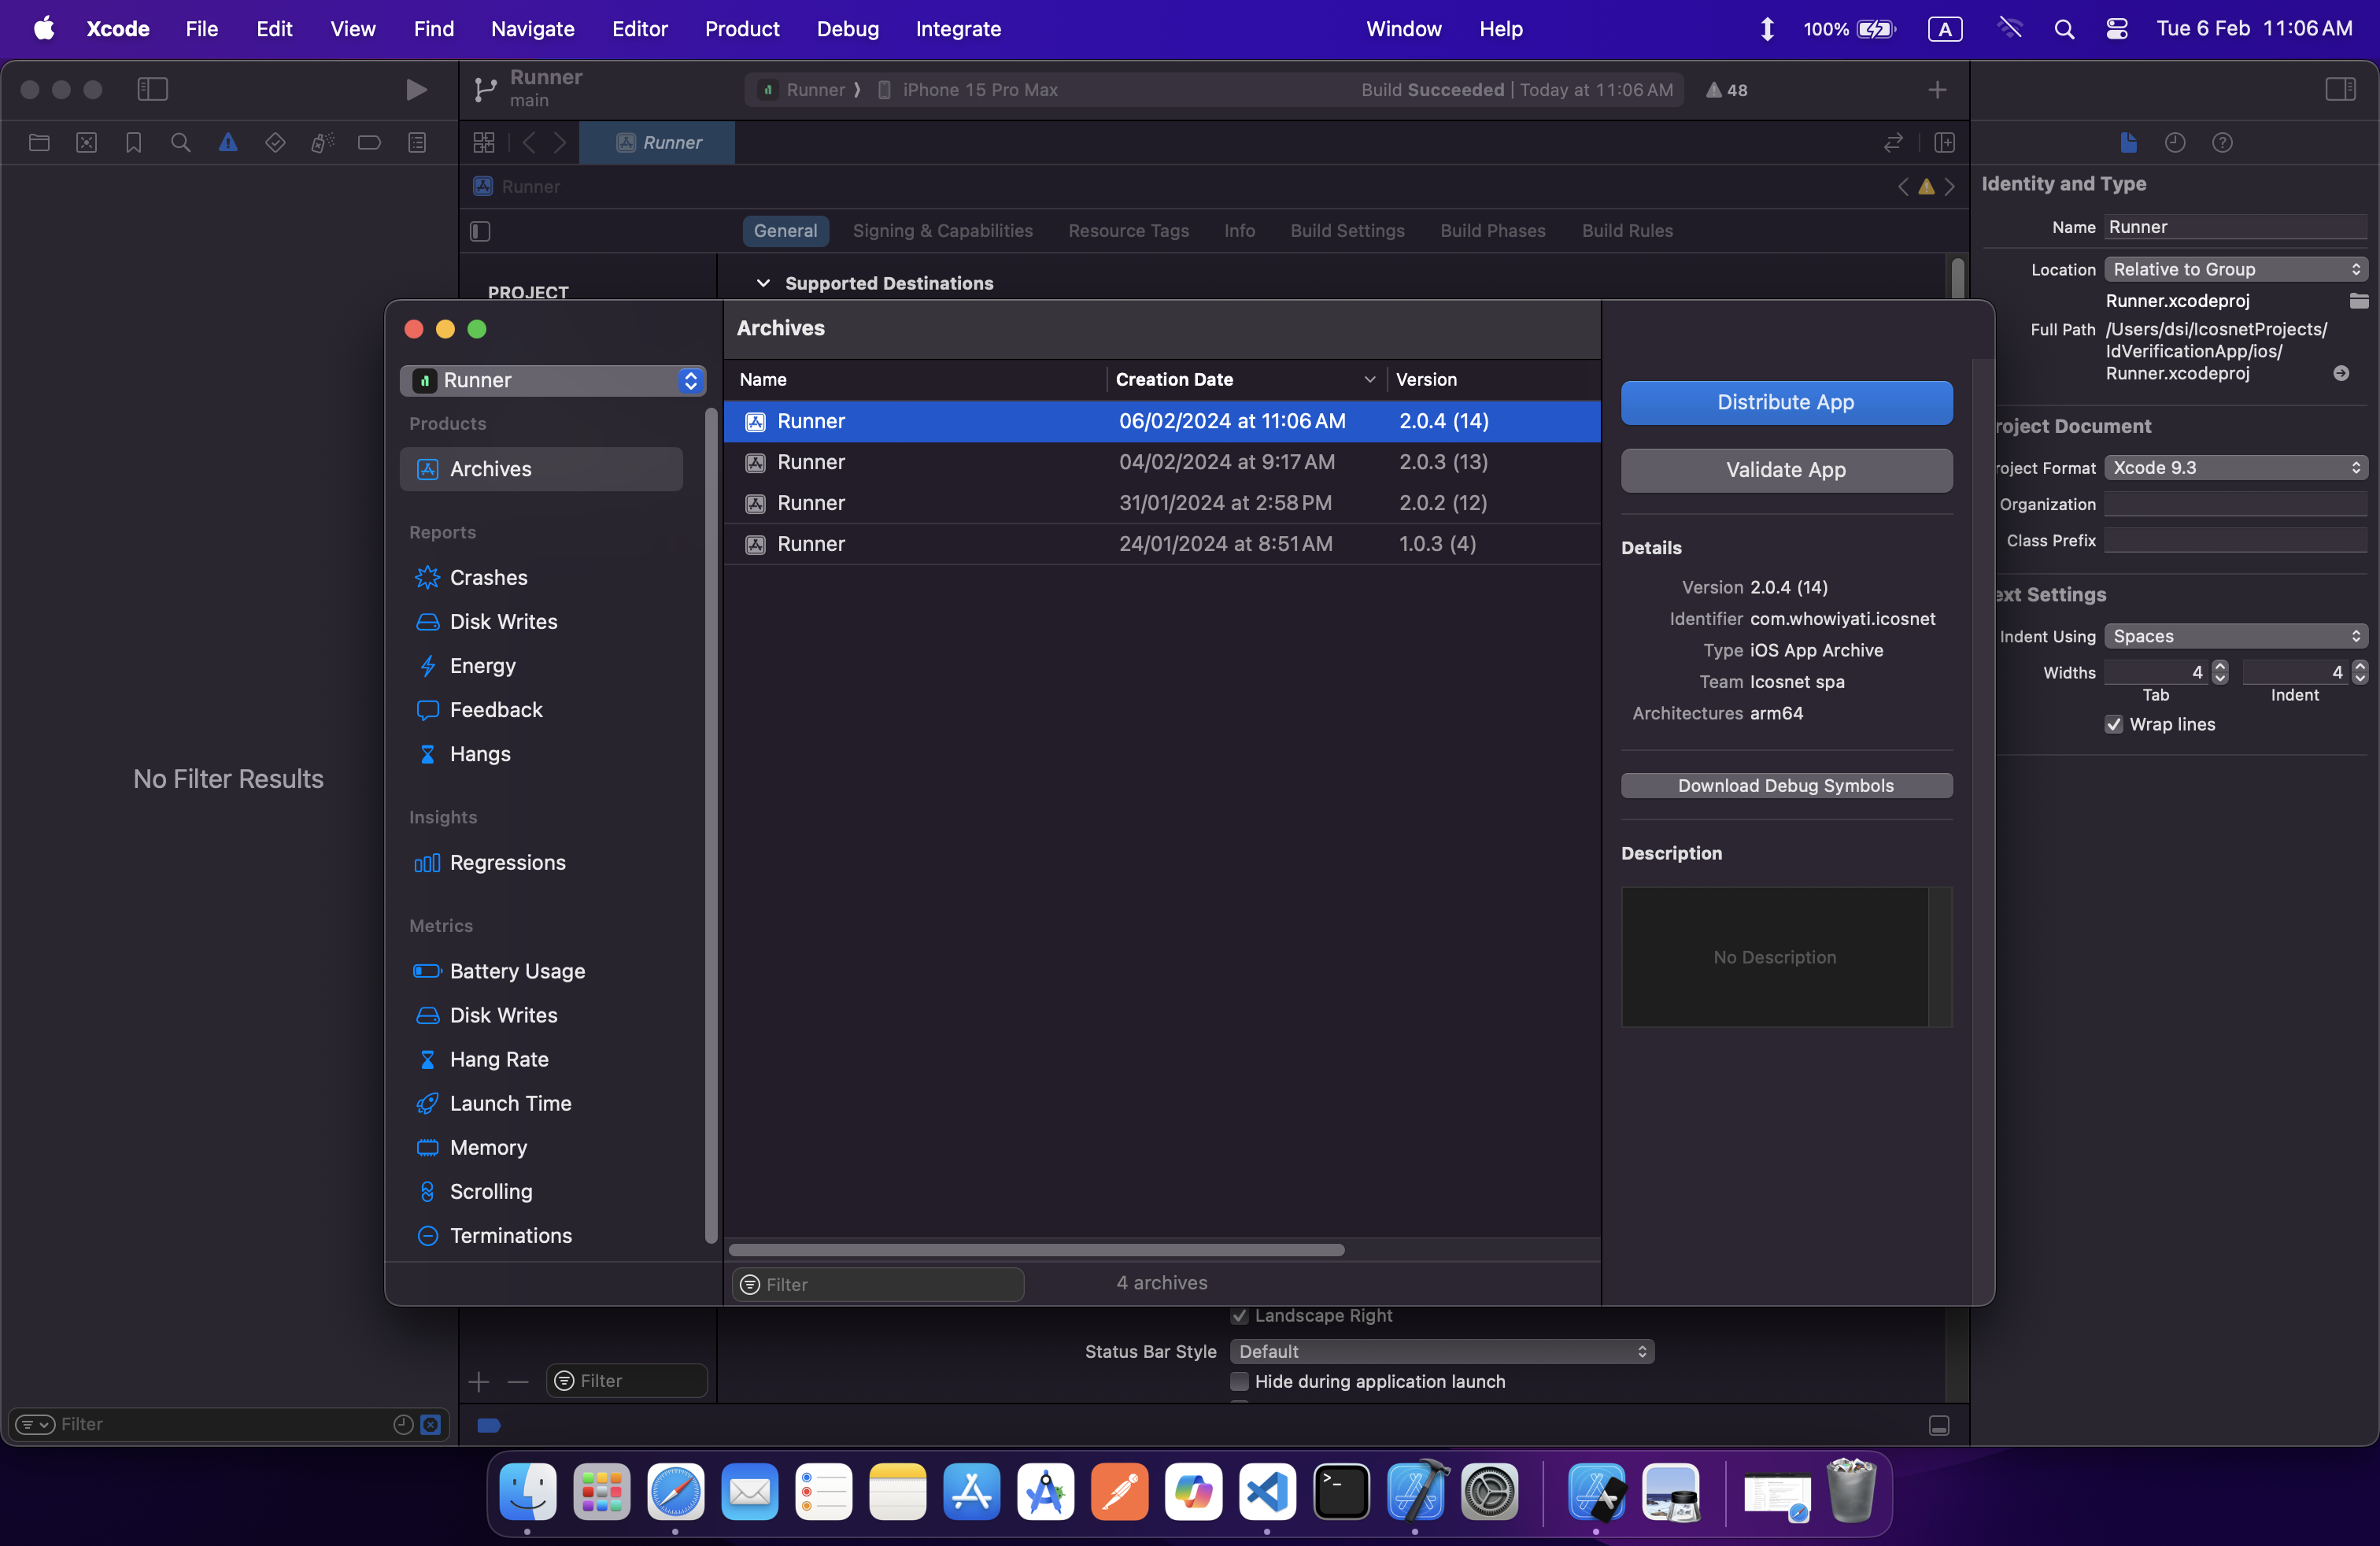 Xcode File Edit View Find Navigate Editor Product Debug Integrate Window Help 100% A Tue 6 Feb 11:06 AM
Runner
main
Runner iPhone 15 Pro Max Build Succeeded | Today at 11:06 AM 48
Runner
Runner
General Signing & Capabilities Resource Tags Info Build Settings Build Phases Build Rules
PROJECT
Supported Destinations
No Filter Results
Filter
Runner
Products
Archives
Reports
Crashes
Disk Writes
Energy
Feedback
Hangs
Insights
Regressions
Metrics
Battery Usage
Disk Writes
Hang Rate
Launch Time
Memory
Scrolling
Terminations
Archives
Name Creation Date Version
Runner 06/02/2024 at 11:06 AM 2.0.4 (14)
Runner 04/02/2024 at 9:17 AM 2.0.3 (13)
Runner 31/01/2024 at 2:58 PM 2.0.2 (12)
Runner 24/01/2024 at 8:51 AM 1.0.3 (4)
Filter 4 archives
Distribute App
Validate App
Details
Version 2.0.4 (14)
Identifier com.whowiyati.icosnet
Type iOS App Archive
Team Icosnet spa
Architectures arm64
Download Debug Symbols
Description
No Description
Landscape Right
Status Bar Style Default
Hide during application launch
Filter
Identity and Type
Name Runner
Location Relative to Group
Runner.xcodeproj
Full Path /Users/dsi/IcosnetProjects/
IdVerificationApp/ios/
Runner.xcodeproj
roject Document
roject Format Xcode 9.3
Organization
Class Prefix
ext Settings
Indent Using Spaces
Widths 4 4
Tab Indent
Wrap lines